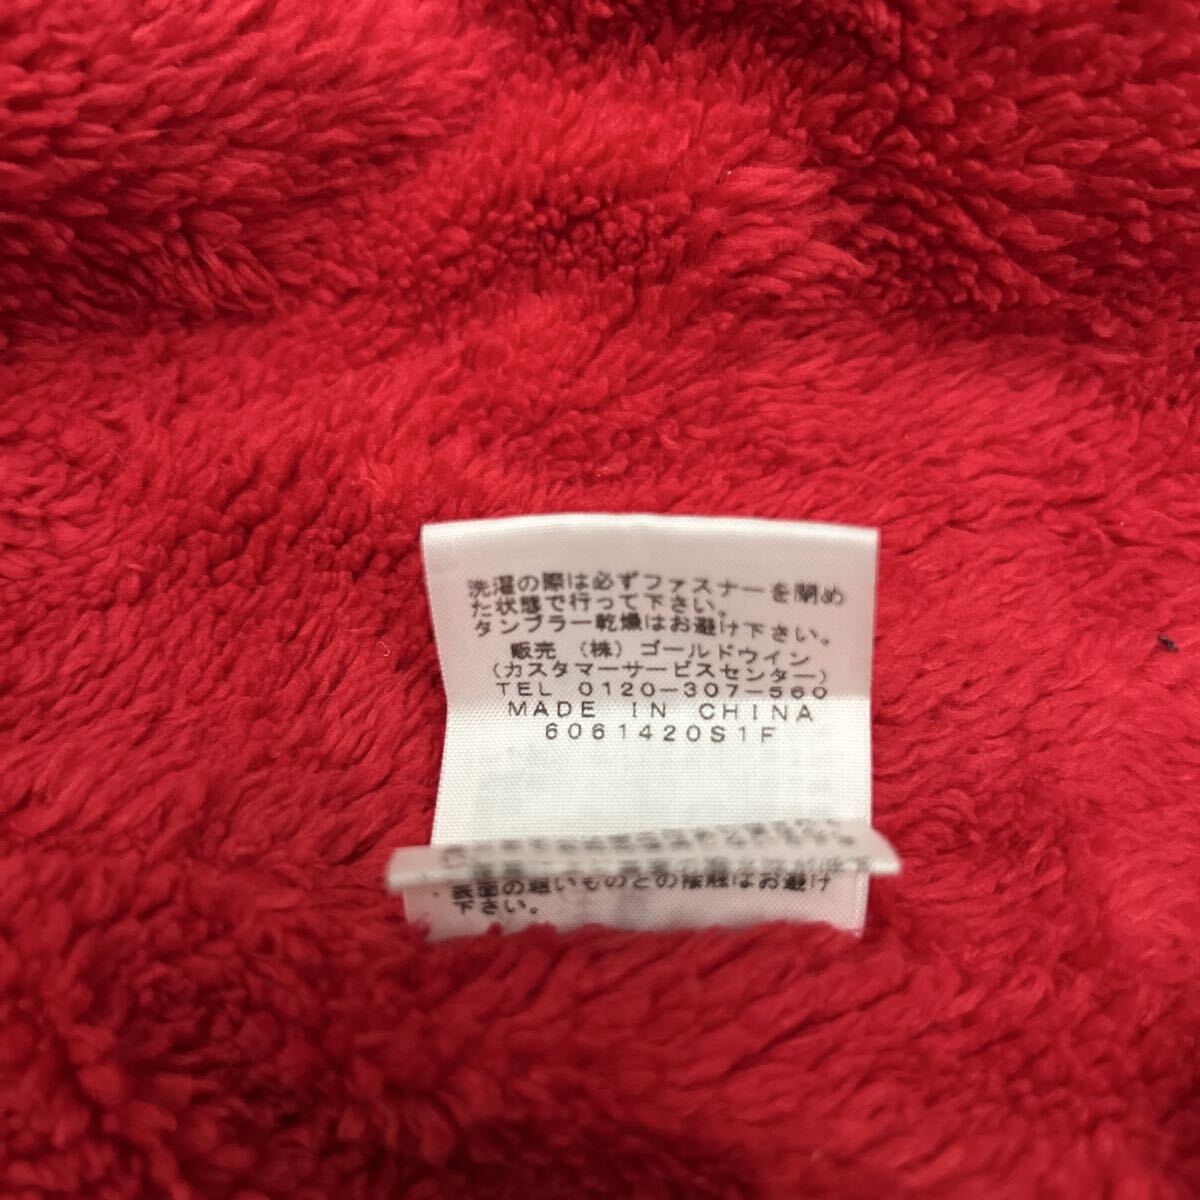 洗濯の際は必ずファスナーを閉め
た状態で行って下さい。
タンブラー乾燥はお避け下さい。
販売 (株)ゴールドウイン
(カスタマーサービスセンター)
TEL 0120-307-560
MADE IN CHINA
6061420S1F
表面の粗いものとの接触はお避け
下さい。